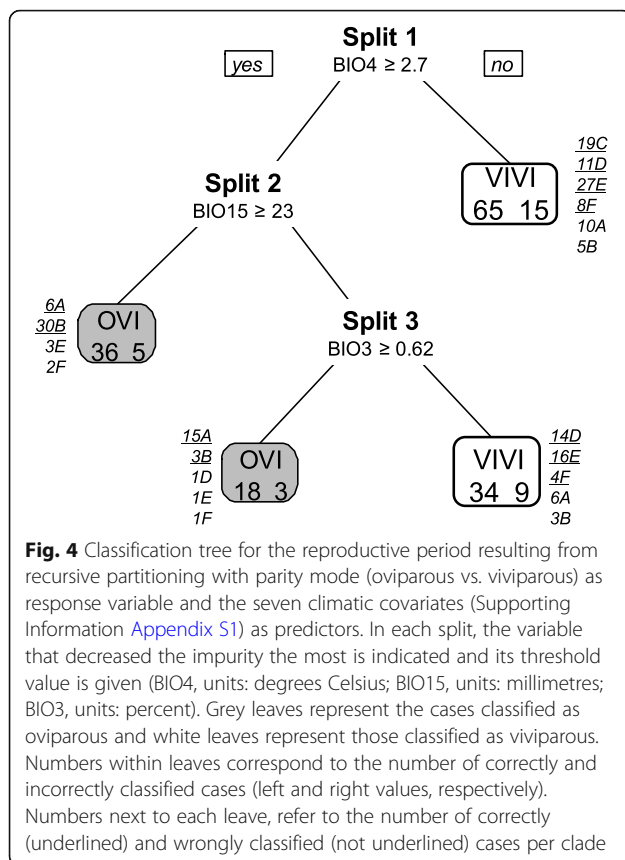 Split 1
yes
BIO4 ≥ 2.7
no
19C
11D
27E
8F
10A
5B
VIVI
65 15
Split 2
BIO15 ≥ 23
6A
30B
3E
2F
OVI
36 5
Split 3
BIO3 ≥ 0.62
15A
3B
1D
1E
1F
OVI
18 3
VIVI
34 9
14D
16E
4F
6A
3B
Fig. 4 Classification tree for the reproductive period resulting from
recursive partitioning with parity mode (oviparous vs. viviparous) as
response variable and the seven climatic covariates (Supporting
Information Appendix S1) as predictors. In each split, the variable
that decreased the impurity the most is indicated and its threshold
value is given (BIO4, units: degrees Celsius; BIO15, units: millimetres;
BIO3, units: percent). Grey leaves represent the cases classified as
oviparous and white leaves represent those classified as viviparous.
Numbers within leaves correspond to the number of correctly and
incorrectly classified cases (left and right values, respectively).
Numbers next to each leave, refer to the number of correctly
(underlined) and wrongly classified (not underlined) cases per clade